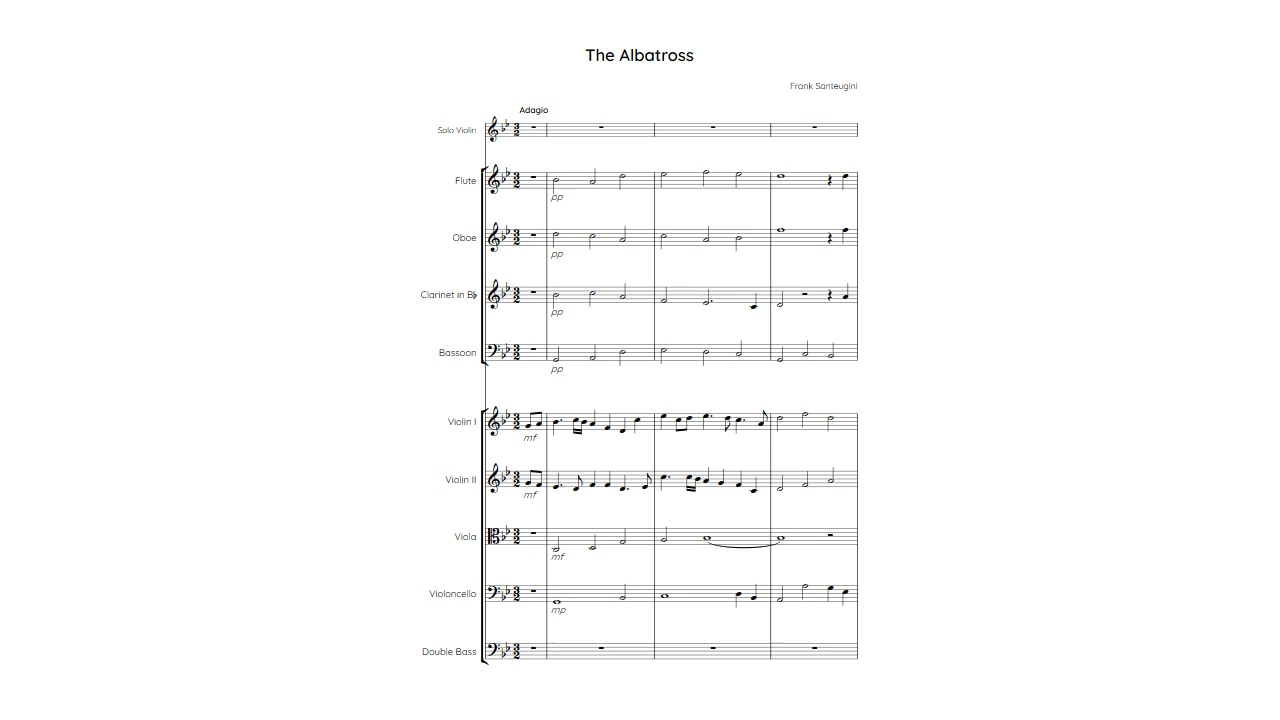 The Albatross
Frank Santeugini
Adagio
Solo Violin
Flute
pp
Oboe
pp
Clarinet in B♭
pp
Bassoon
pp
Violin I
mf
Violin II
mf
Viola
mf
Violoncello
mp
Double Bass